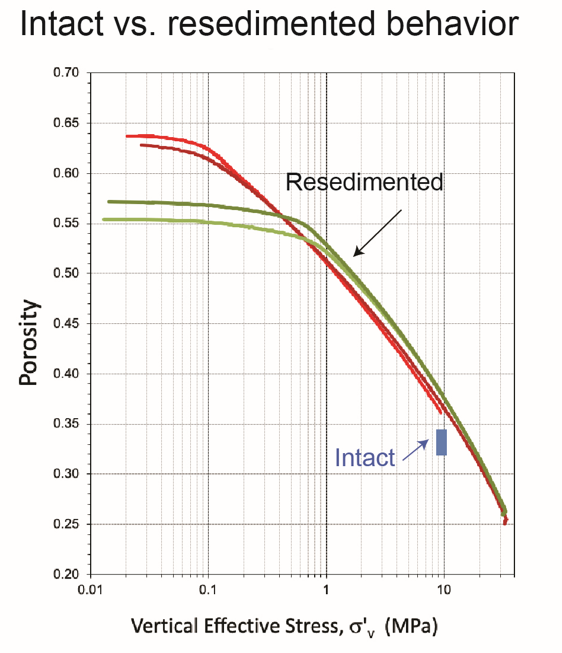 Intact vs. resedimented behavior
0.70
0.65
0.60
Resedimented
0.55
0.50
0.45
Porosity
0.40
0.35
Intact
0.30
0.25
0.20
0.01 0.1 1 10
Vertical Effective Stress, σ'v (MPa)